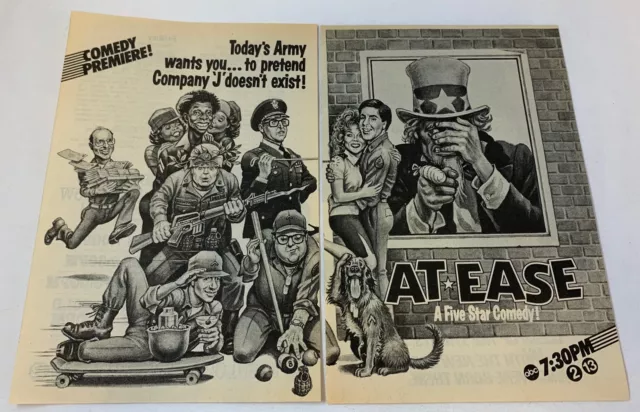 COMEDY
PREMIERE!
Today's Army
wants you... to pretend
Company 'J' doesn't exist!
8
AT★EASE
A Five Star Comedy!
abc 7:30PM
2 13